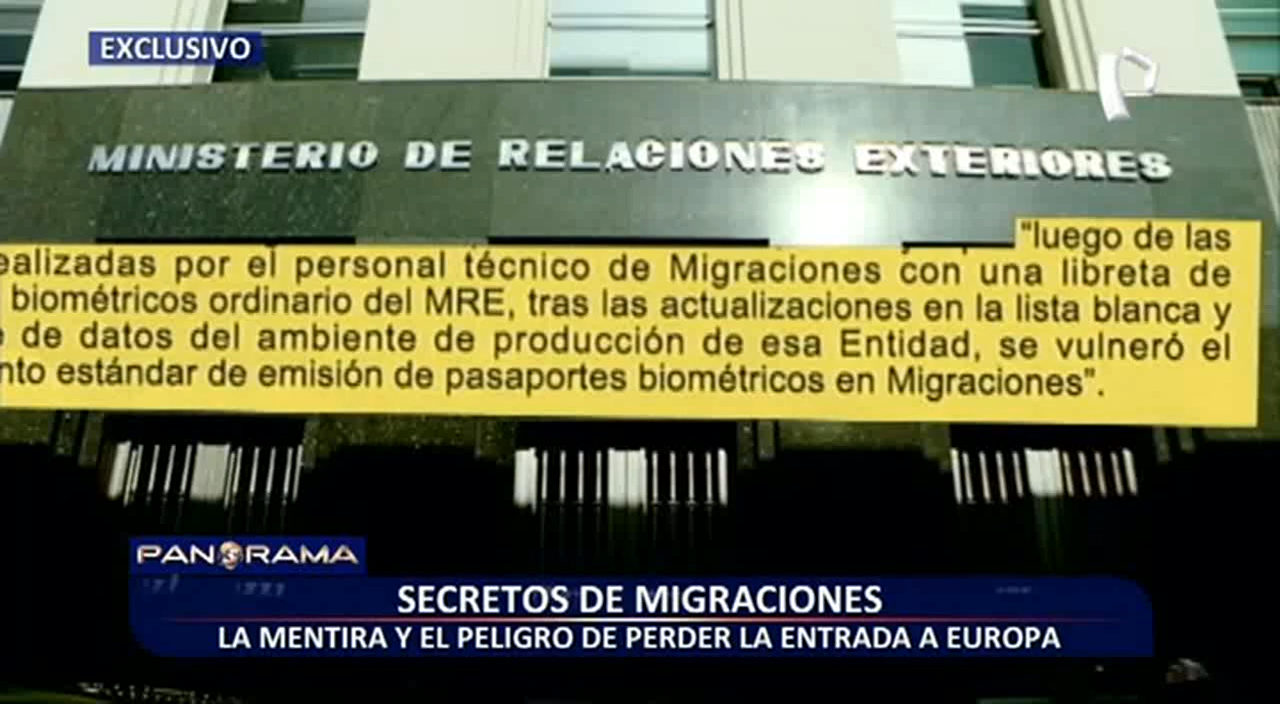 EXCLUSIVO
MINISTERIO DE RELACIONES EXTERIORES
"luego de las
ealizadas por el personal técnico de Migraciones con una libreta de
biométricos ordinario del MRE, tras las actualizaciones en la lista blanca y
de datos del ambiente de producción de esa Entidad, se vulneró el
nto estándar de emisión de pasaportes biométricos en Migraciones".
PANORAMA
SECRETOS DE MIGRACIONES
LA MENTIRA Y EL PELIGRO DE PERDER LA ENTRADA A EUROPA